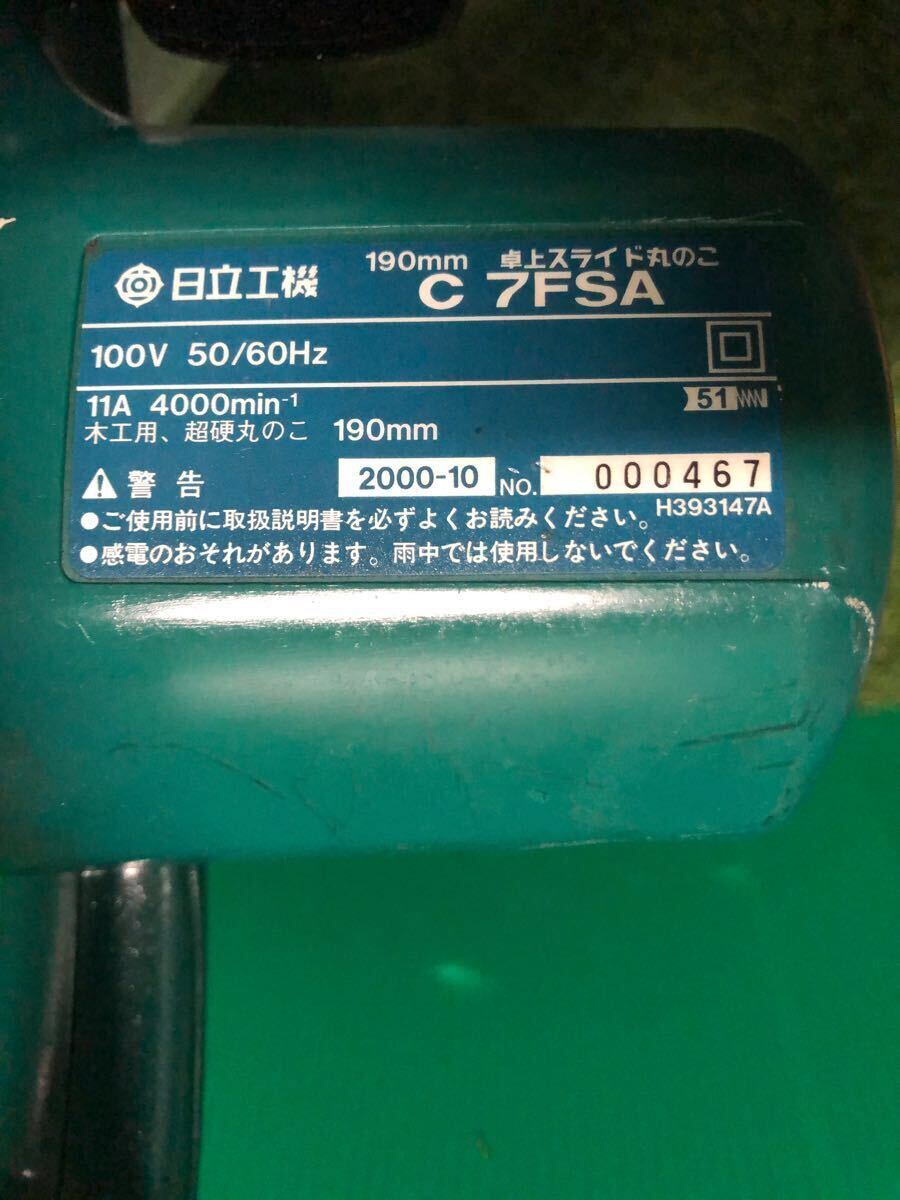 日立工機 190mm 卓上スライド丸のこ
C 7FSA
100V 50/60Hz
11A 4000min-1 51
木工用、超硬丸のこ 190mm
警告 2000-10 NO. 000467
H393147A
●ご使用前に取扱説明書を必ずよくお読みください。
●感電のおそれがあります。雨中では使用しないでください。